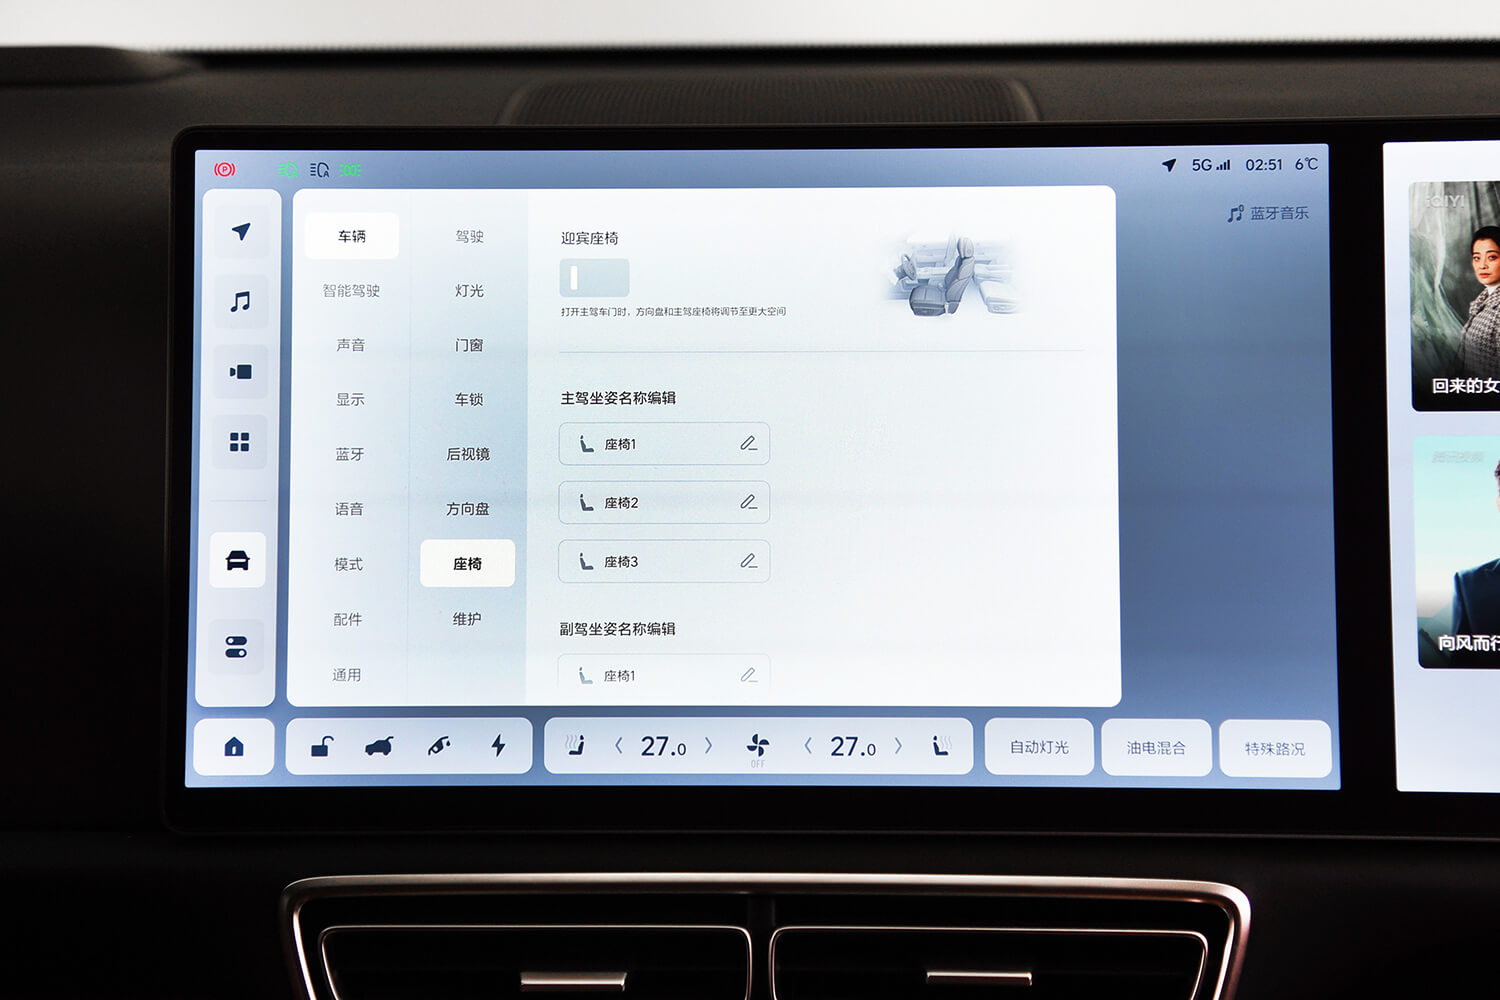 5G 02:51 6℃
蓝牙音乐
车辆
智能驾驶
声音
显示
蓝牙
语音
模式
配件
通用
驾驶
灯光
门窗
车锁
后视镜
方向盘
座椅
维护
迎宾座椅
打开主驾车门时，方向盘和主驾座椅将调节至更大空间
主驾坐姿名称编辑
座椅1
座椅2
座椅3
副驾坐姿名称编辑
座椅1
27.0
OFF
27.0
自动灯光
油电混合
特殊路况
iQIYI
回来的女
腾讯视频
向风而行